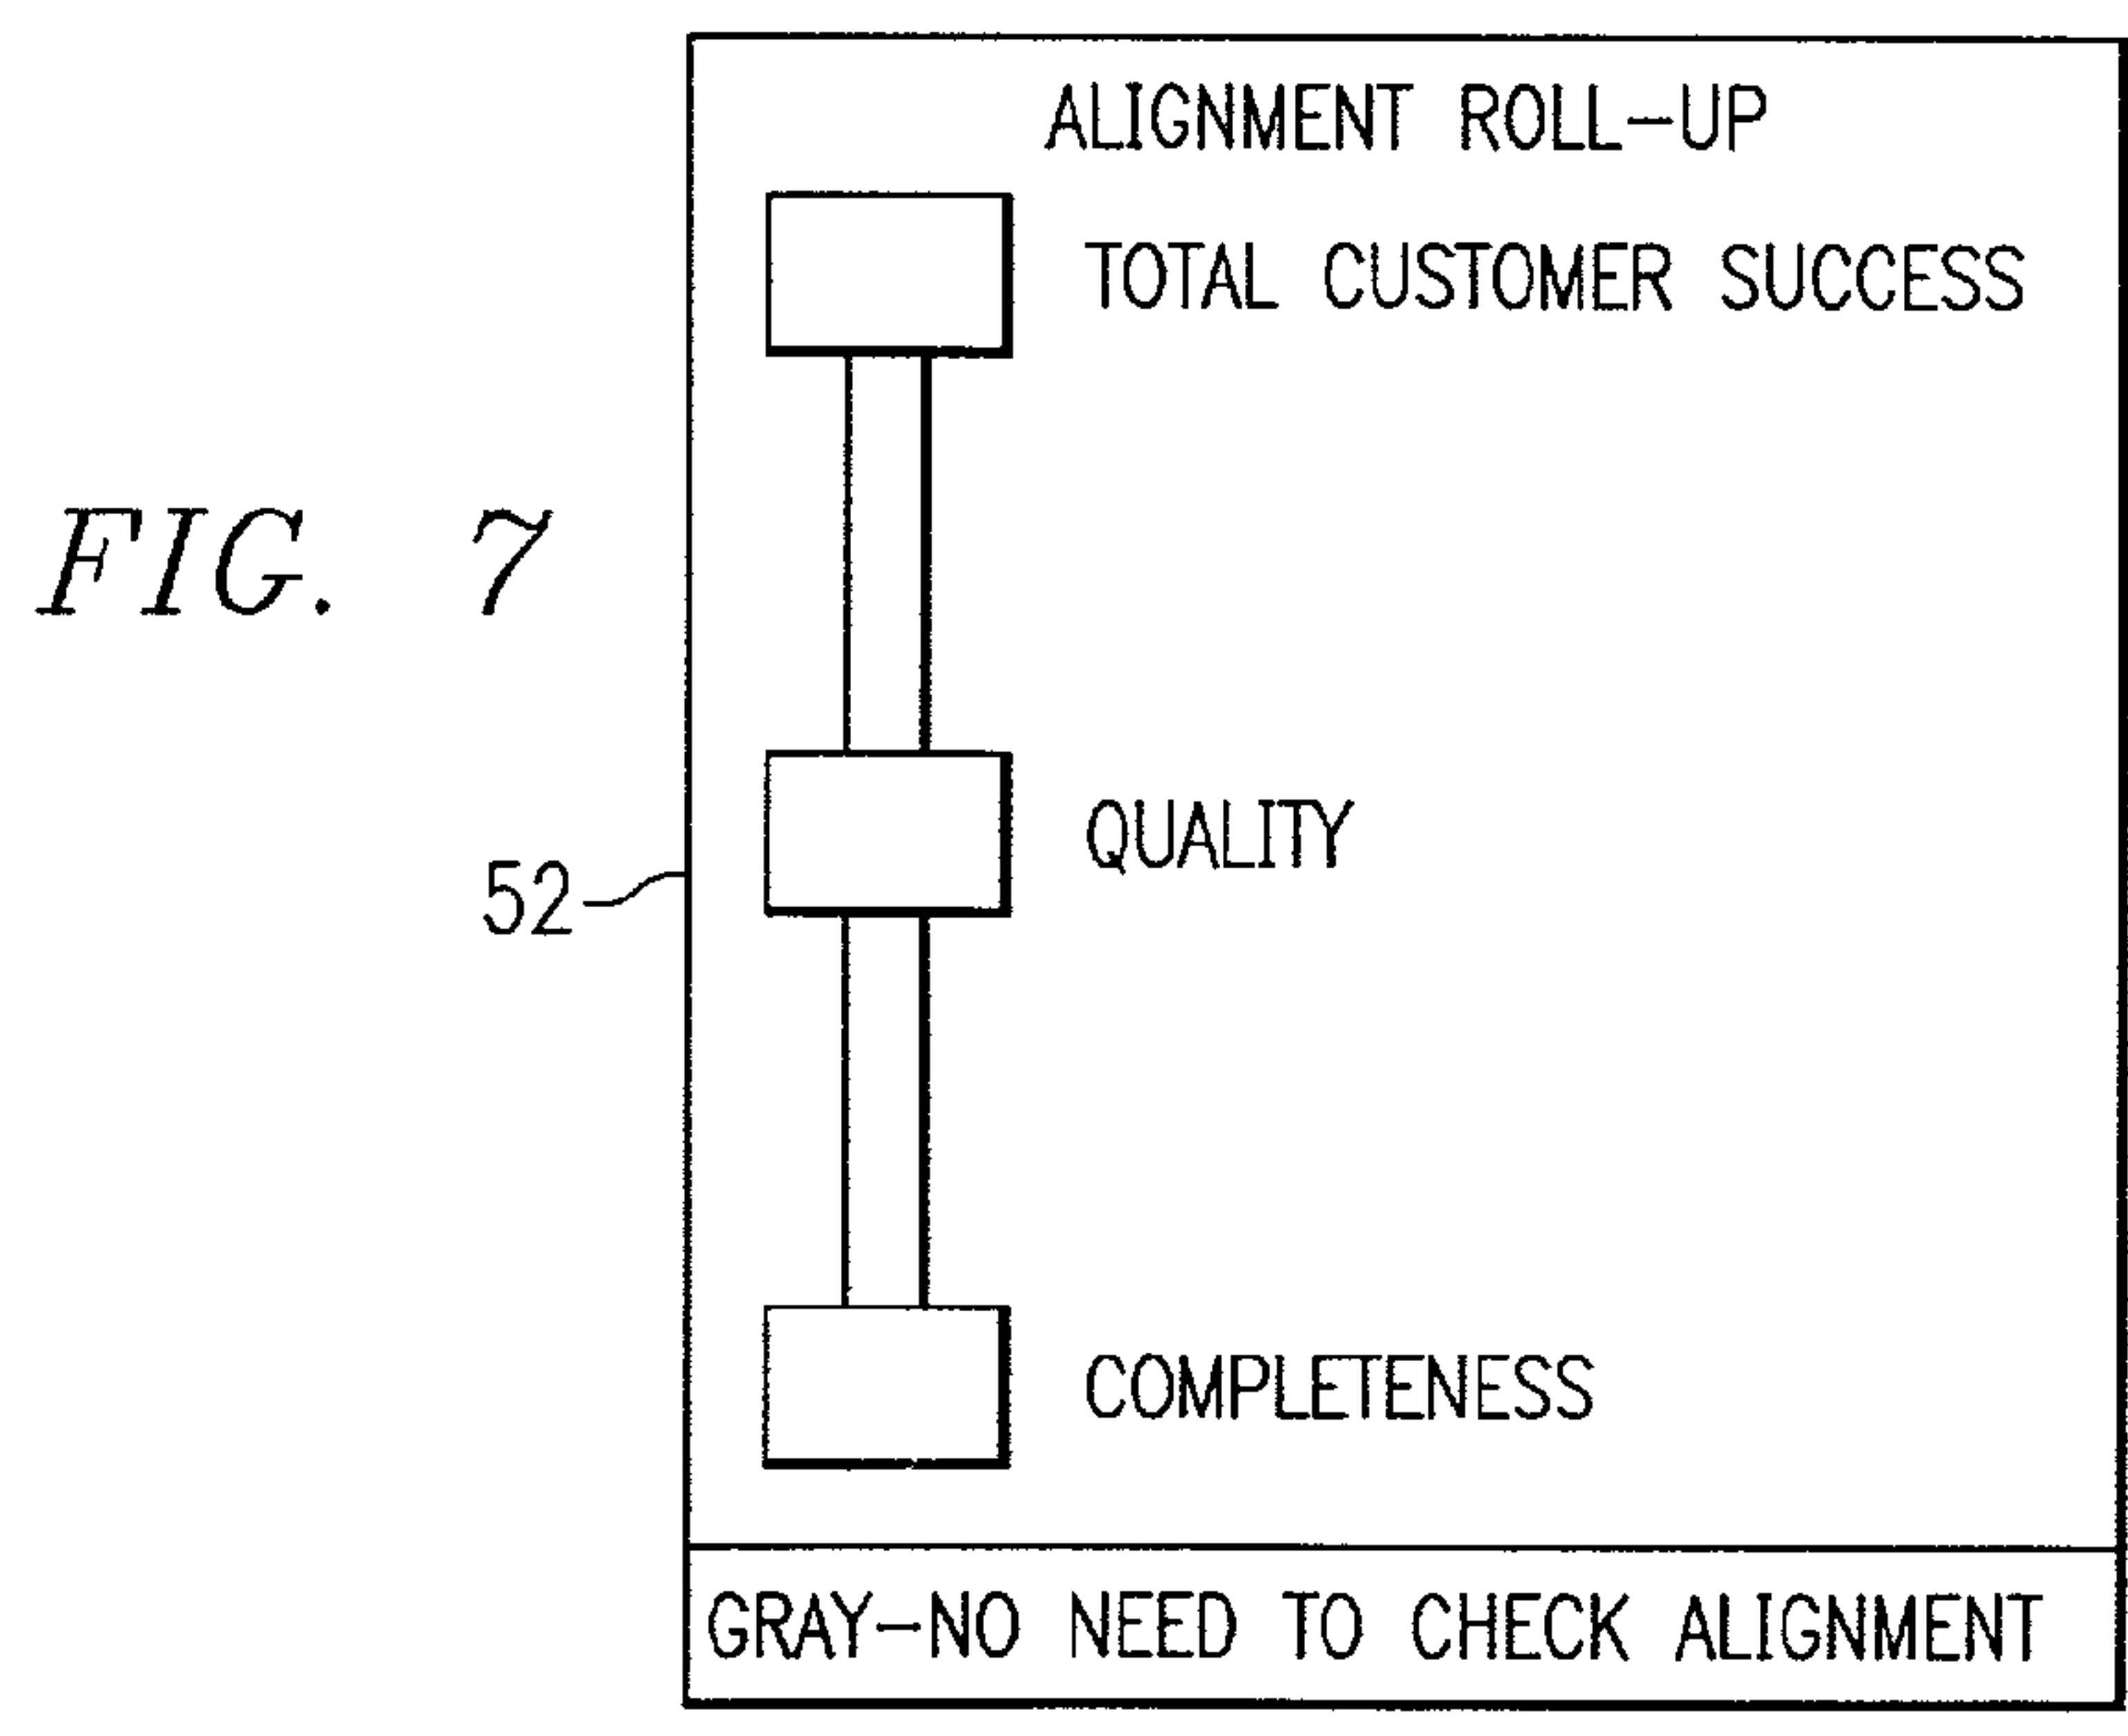 ALIGNMENT ROLL-UP
TOTAL CUSTOMER SUCCESS
FIG. 7
QUALITY
52
COMPLETENESS
GRAY-NO NEED TO CHECK ALIGNMENT